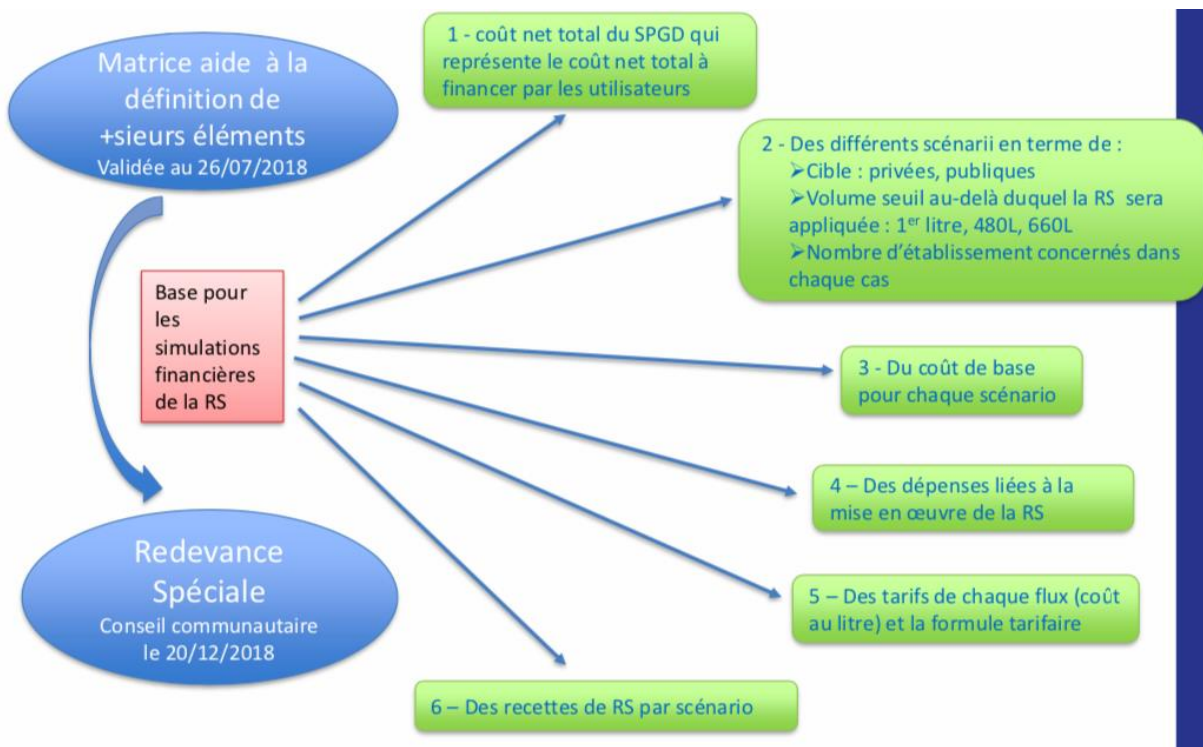 Matrice aide à la
définition de
+sieurs éléments
Validée au 26/07/2018
1 - coût net total du SPGD qui
représente le coût net total à
financer par les utilisateurs
2 - Des différents scénarii en terme de :
➢Cible : privées, publiques
➢Volume seuil au-delà duquel la RS sera
appliquée : 1er litre, 480L, 660L
➢Nombre d'établissement concernés dans
chaque cas
Base pour
les
simulations
financières
de la RS
3 - Du coût de base
pour chaque scénario
4 – Des dépenses liées à la
mise en œuvre de la RS
Redevance
Spéciale
Conseil communautaire
le 20/12/2018
5 – Des tarifs de chaque flux (coût
au litre) et la formule tarifaire
6 – Des recettes de RS par scénario